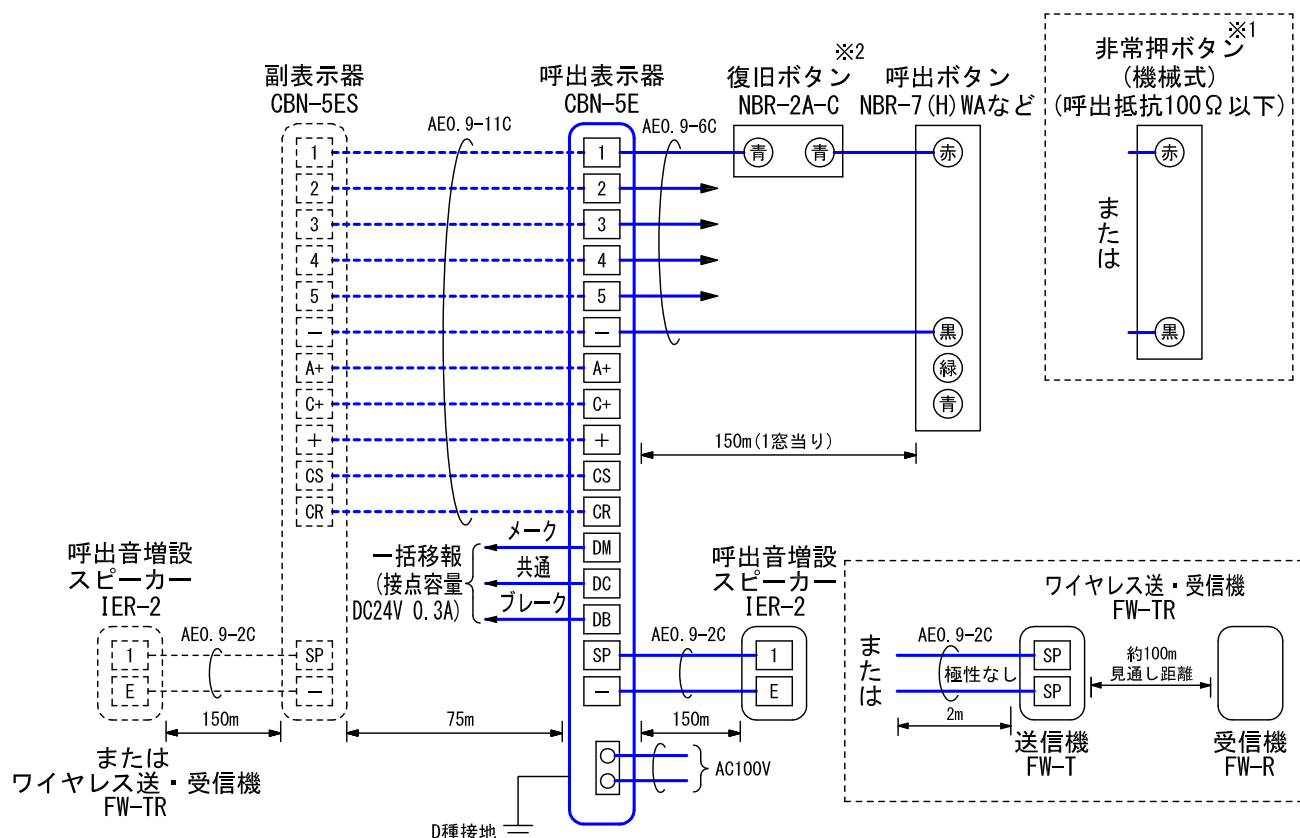 副表示器
CBN-5ES
呼出表示器
CBN-5E
復旧ボタン※2
NBR-2A-C
呼出ボタン
NBR-7(H)WAなど
非常押ボタン※1
(機械式)
(呼出抵抗100Ω以下)
AE0.9-11C
AE0.9-6C
1 1 青 青 赤 赤
2 2
3 3
4 4
5 5
または
− − 黒 黒
A+ A+ 緑
C+ C+ 青
+ +
150m(1窓当り)
CS CS
CR CR
メーク DM
共通 DC
ブレーク DB
一括移報
(接点容量
DC24V 0.3A)
呼出音増設
スピーカー
IER-2
AE0.9-2C
1 SP
E −
150m
75m
または
ワイヤレス送・受信機
FW-TR
呼出音増設
スピーカー
IER-2
AE0.9-2C
SP 1
− E
150m
AC100V
D種接地
ワイヤレス送・受信機
FW-TR
または
AE0.9-2C
極性なし
SP
SP
2m
約100m
見通し距離
送信機
FW-T
受信機
FW-R